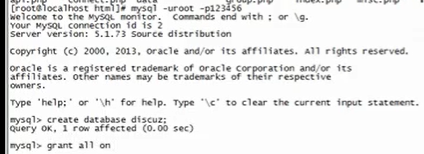 [root@localhost html]# mysql -uroot -p123456
Welcome to the MySQL monitor.  Commands end with ; or \g.
Your MySQL connection id is 2
Server version: 5.1.73 Source distribution
Copyright (c) 2000, 2013, Oracle and/or its affiliates. All rights reserved.
Oracle is a registered trademark of Oracle Corporation and/or its
affiliates. Other names may be trademarks of their respective
owners.
Type 'help;' or '\h' for help. Type '\c' to clear the current input statement.
mysql> create database discuz;
Query OK, 1 row affected (0.00 sec)
mysql> grant all on